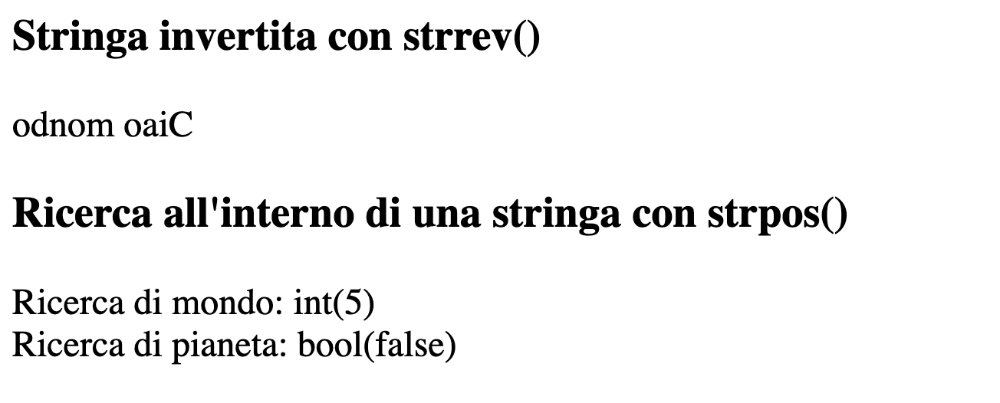 Stringa invertita con strrev()
odnom oaiC
Ricerca all'interno di una stringa con strpos()
Ricerca di mondo: int(5)
Ricerca di pianeta: bool(false)